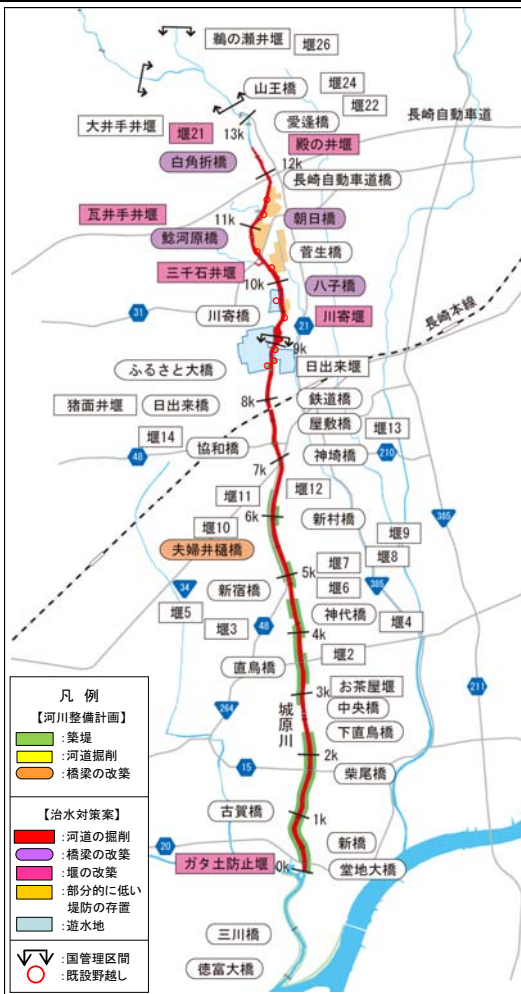 鵜の瀬井堰
堰26
山王橋
堰24
堰22
大井手井堰
堰21
13k
愛逢橋
長崎自動車道
殿の井堰
白角折橋
12k
長崎自動車道橋
瓦井手井堰
11k
朝日橋
鯰河原橋
菅生橋
三千石井堰
10k
八子橋
31
川寄橋
21
川寄堰
長崎本線
9k
日出来堰
ふるさと大橋
猪面井堰
日出来橋
8k
鉄道橋
屋敷橋
堰14
堰13
48
協和橋
神埼橋
210
7k
堰11
堰12
6k
新村橋
385
堰10
堰9
夫婦井樋橋
堰7
堰8
5k
34
新宿橋
堰6
385
堰5
堰3
48
神代橋
堰4
4k
直鳥橋
堰2
3k
お茶屋堰
211
城原川
中央橋
264
下直鳥橋
2k
15
柴尾橋
古賀橋
1k
新橋
20
ガタ土防止堰
0k
堂地大橋
三川橋
徳富大橋
凡 例
【河川整備計画】
:築堤
:河道掘削
:橋梁の改築
【治水対策案】
:河道の掘削
:橋梁の改築
:堰の改築
:部分的に低い
堤防の存置
:遊水地
:国管理区間
:既設野越し